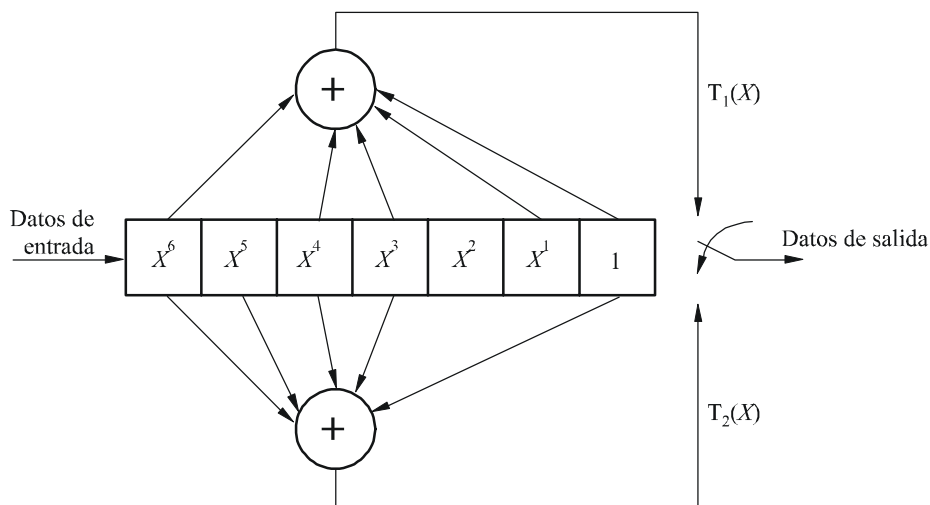 +
T₁(X)
Datos de
entrada
X⁶ X⁵ X⁴ X³ X² X¹ 1
Datos de salida
+
T₂(X)